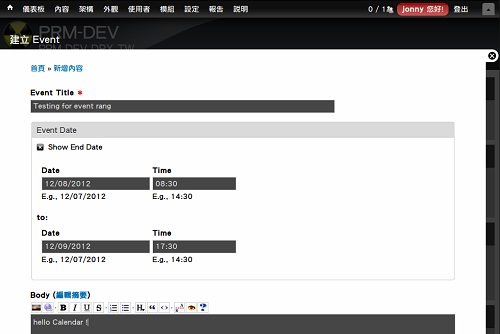 儀表板 內容 架構 外觀 使用者 模組 設定 報告 說明 0 / 1 jonny 您好! 登出
PRM-DEV
建立 Event
首頁 » 新增內容
Event Title *
Testing for event rang
Event Date
Show End Date
Date Time
12/08/2012 08:30
E.g., 12/07/2012 E.g., 14:30
to:
Date Time
12/09/2012 17:30
E.g., 12/07/2012 E.g., 14:30
Body (編輯摘要)
B I U S
hello Calendar !